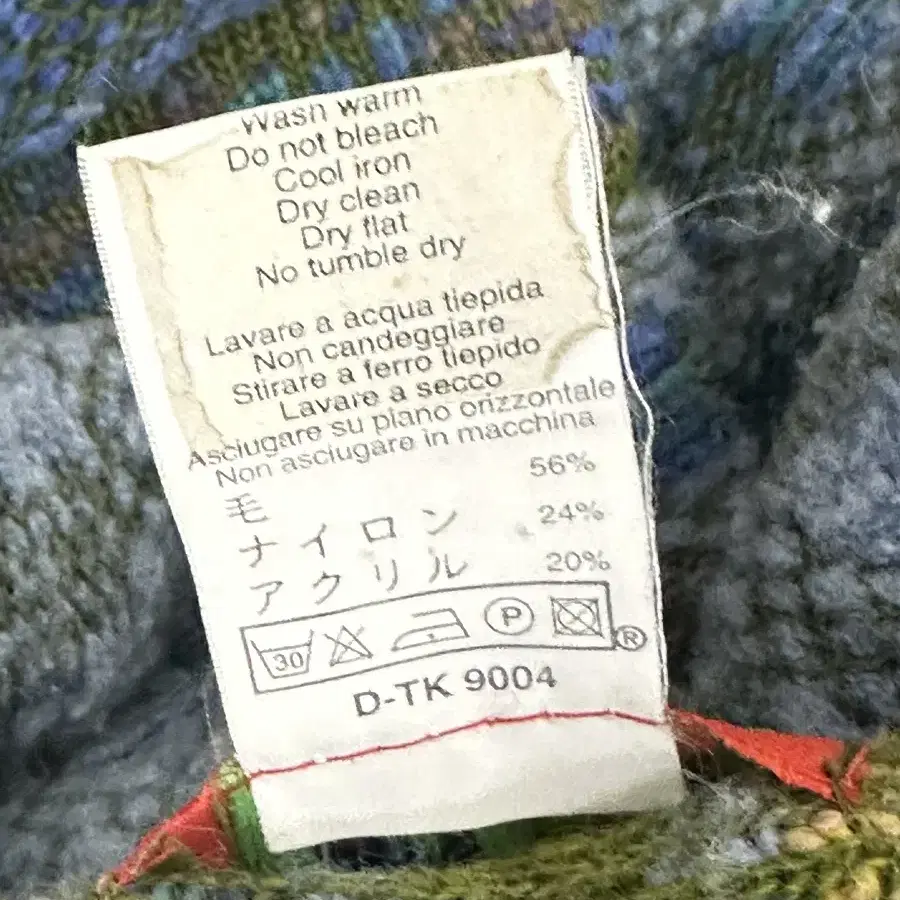 Wash warm
Do not bleach
Cool iron
Dry clean
Dry flat
No tumble dry
Lavare a acqua tiepida
Non candeggiare
Stirare a ferro tiepido
Lavare a secco
Asciugare su piano orizzontale
Non asciugare in macchina
毛 56%
ナイロン 24%
アクリル 20%
30 P ®
D-TK 9004